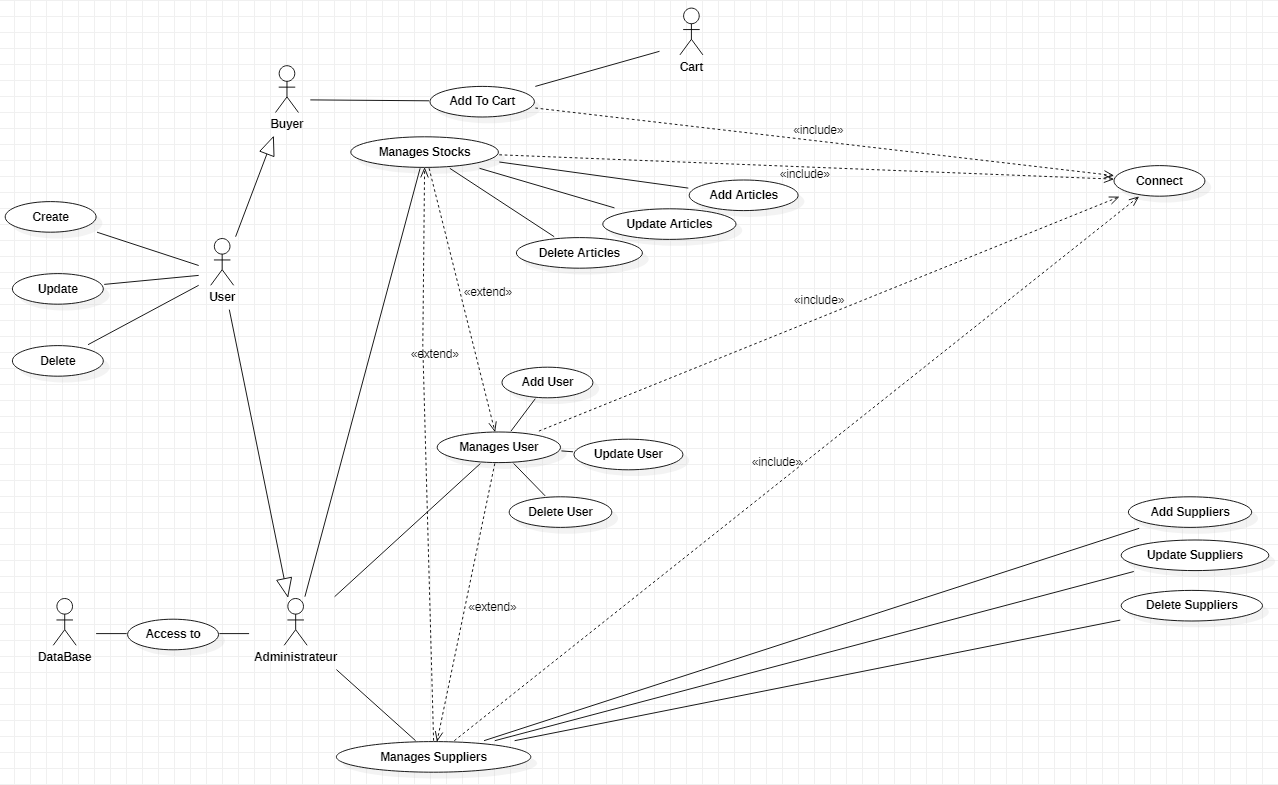 Cart
Buyer
Add To Cart
«include»
Manages Stocks
«include»
Connect
Add Articles
Create
Update Articles
Delete Articles
User
Update
«extend»
«include»
Delete
«extend»
Add User
Manages User
Update User
«include»
Delete User
Add Suppliers
Update Suppliers
«extend»
Delete Suppliers
Access to
DataBase
Administrateur
Manages Suppliers